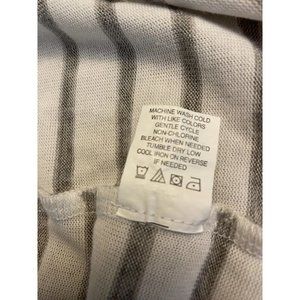 MACHINE WASH COLD
WITH LIKE COLORS
GENTLE CYCLE
NON-CHLORINE
BLEACH WHEN NEEDED
TUMBLE DRY LOW
COOL IRON ON REVERSE
IF NEEDED